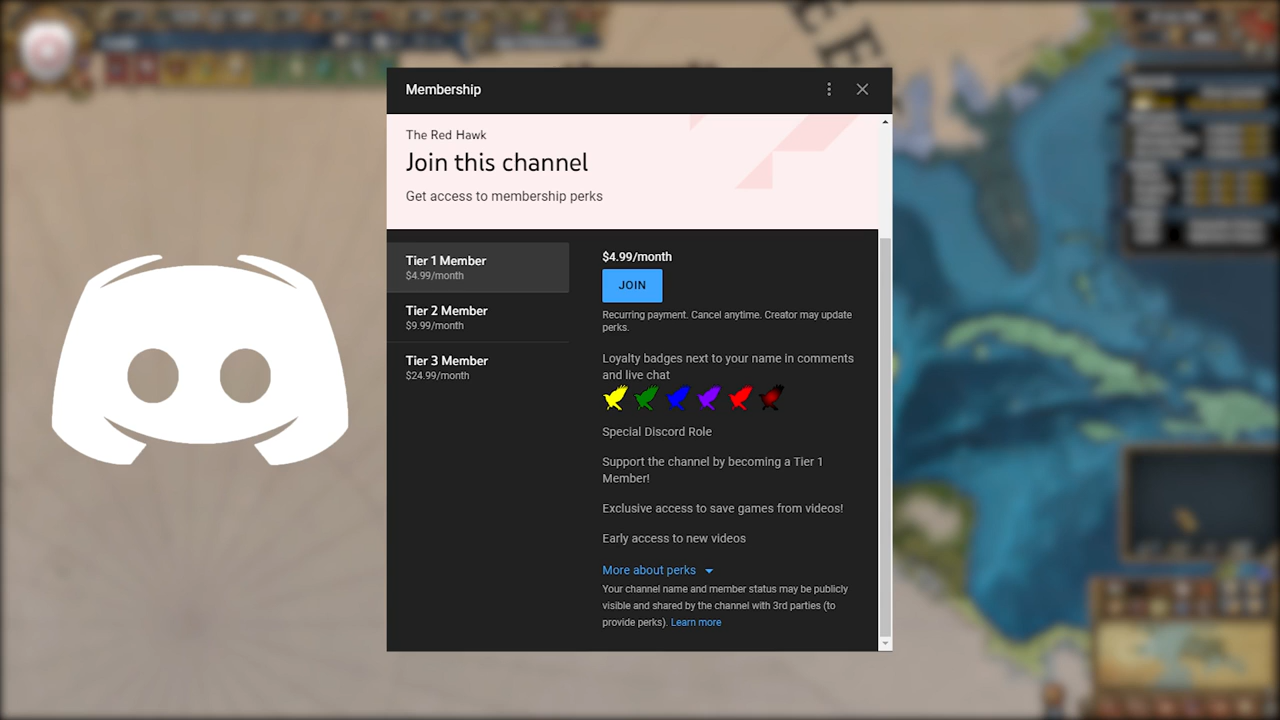 Membership
The Red Hawk
Join this channel
Get access to membership perks
Tier 1 Member
$4.99/month
Tier 2 Member
$9.99/month
Tier 3 Member
$24.99/month
$4.99/month
JOIN
Recurring payment. Cancel anytime. Creator may update
perks.
Loyalty badges next to your name in comments
and live chat
Special Discord Role
Support the channel by becoming a Tier 1
Member!
Exclusive access to save games from videos!
Early access to new videos
More about perks
Your channel name and member status may be publicly
visible and shared by the channel with 3rd parties (to
provide perks). Learn more